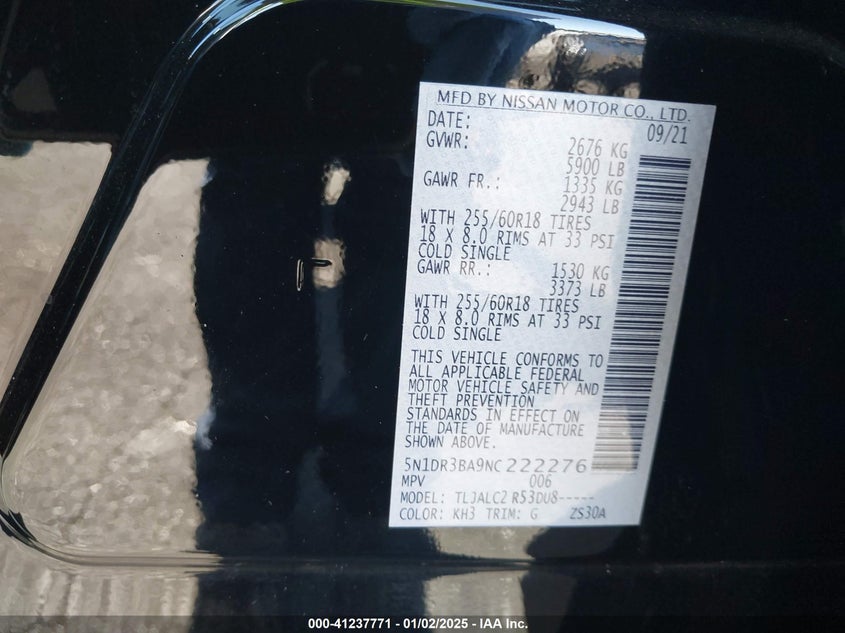 MFD BY NISSAN MOTOR CO., LTD.
DATE: 09/21
GVWR: 2676 KG
5900 LB
GAWR FR.: 1335 KG
2943 LB
WITH 255/60R18 TIRES
18 X 8.0 RIMS AT 33 PSI
COLD SINGLE
GAWR RR.: 1530 KG
3373 LB
WITH 255/60R18 TIRES
18 X 8.0 RIMS AT 33 PSI
COLD SINGLE
THIS VEHICLE CONFORMS TO
ALL APPLICABLE FEDERAL
MOTOR VEHICLE SAFETY AND
THEFT PREVENTION
STANDARDS IN EFFECT ON
THE DATE OF MANUFACTURE
SHOWN ABOVE.
5N1DR3BA9NC222276
MPV 006
MODEL: TLJALC2 R53DU8-----
COLOR: KH3 TRIM: G ZS30A
000-41237771 - 01/02/2025 - IAA Inc.